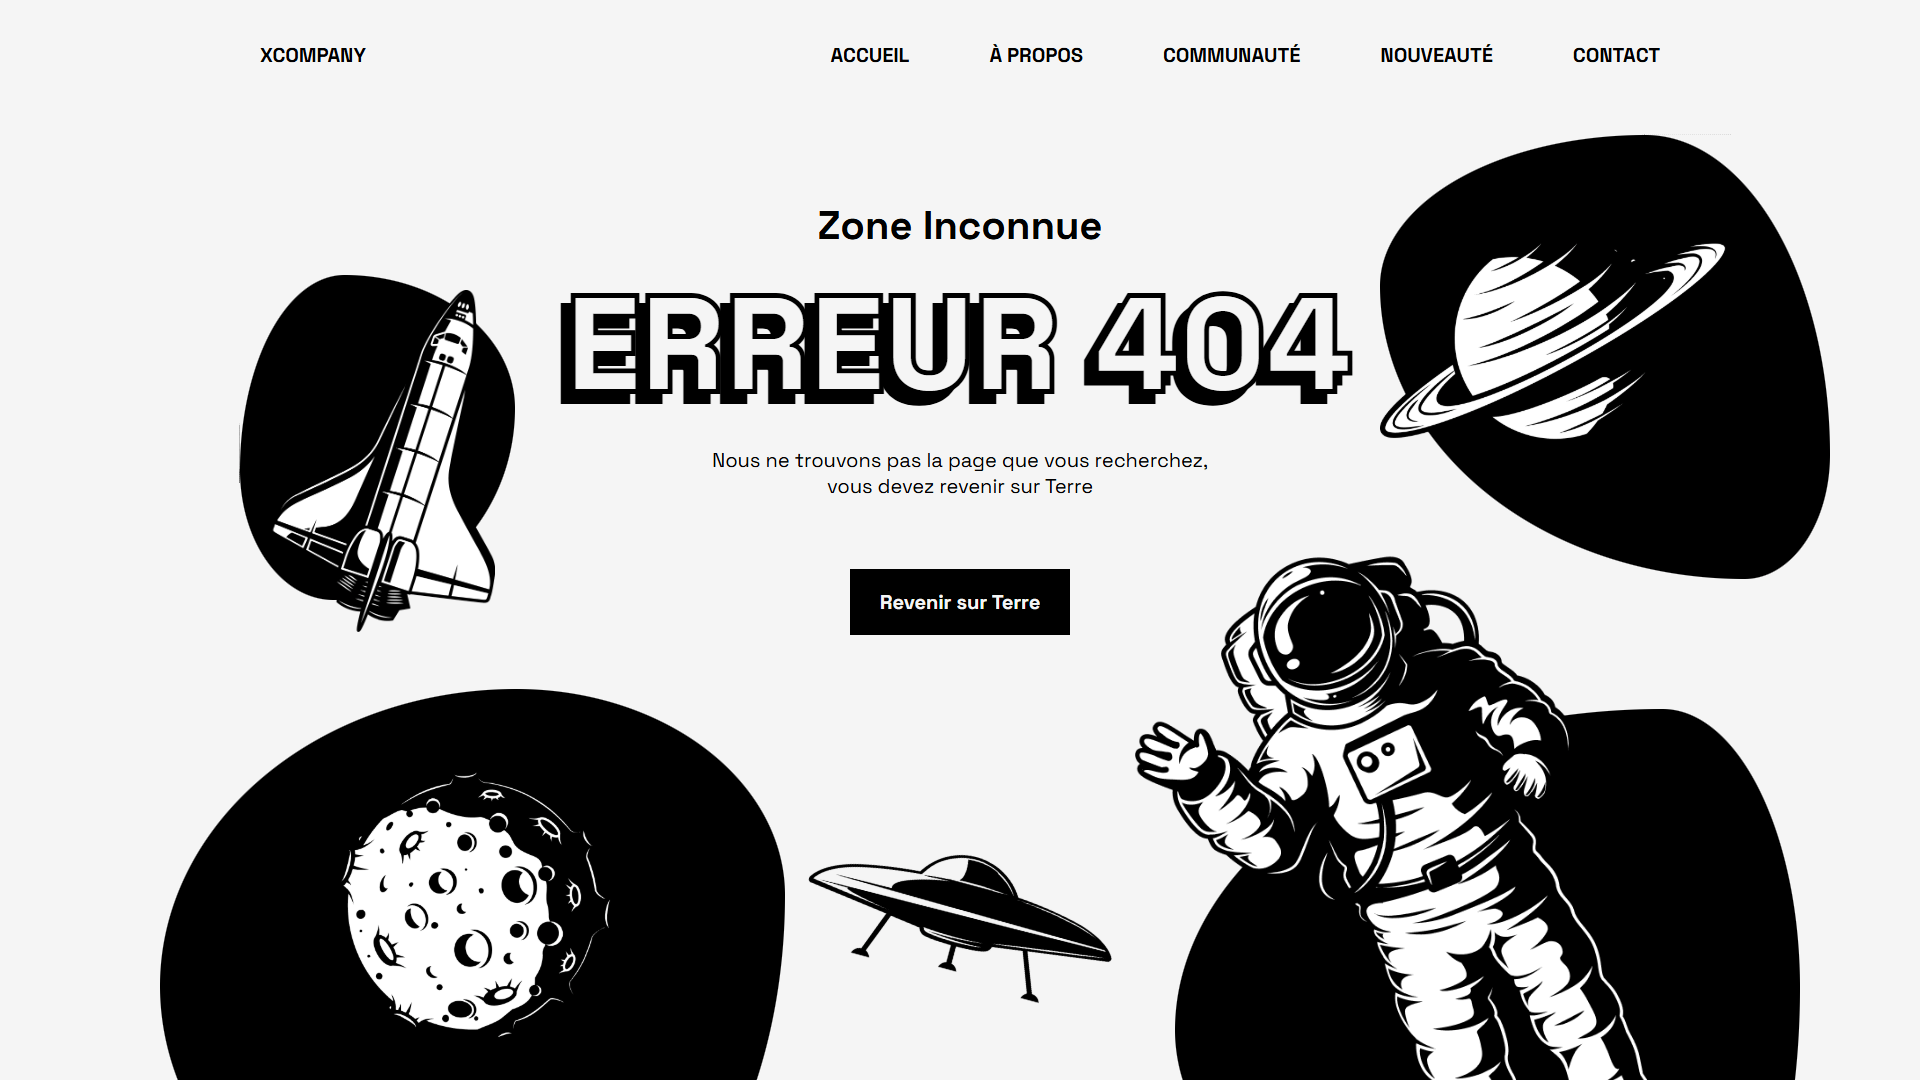 XCOMPANY
ACCUEIL
À PROPOS
COMMUNAUTÉ
NOUVEAUTÉ
CONTACT
Zone Inconnue
ERREUR 404
Nous ne trouvons pas la page que vous recherchez,
vous devez revenir sur Terre
Revenir sur Terre